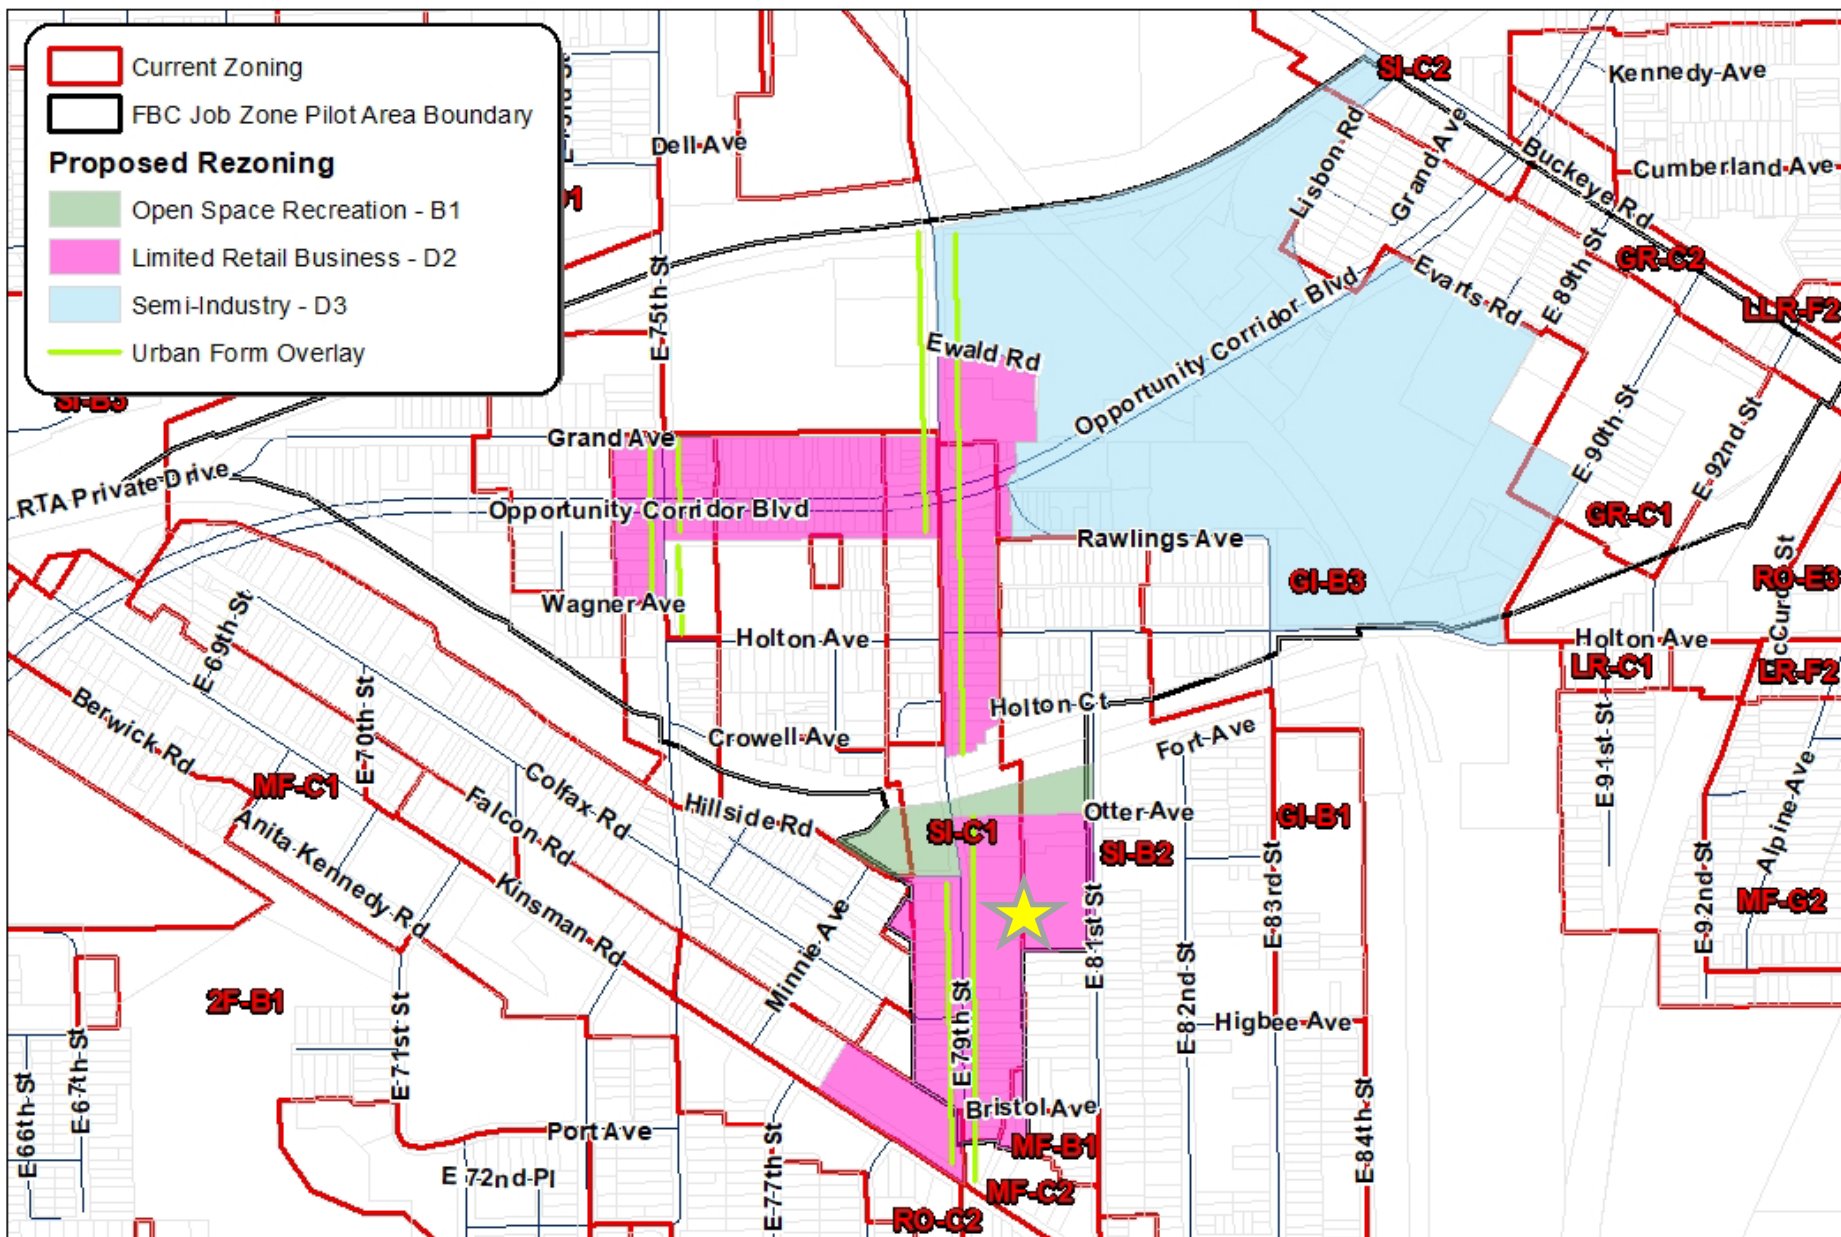 Current Zoning
FBC Job Zone Pilot Area Boundary
Proposed Rezoning
Open Space Recreation - B1
Limited Retail Business - D2
Semi-Industry - D3
Urban Form Overlay
SI-C2
Kennedy-Ave
Dell-Ave
Lisbon-Rd
Grand-Ave
Buckeye-Rd
Cumberland-Ave
GR-C2
E-89th-St
Evarts-Rd
LLR-F2
E-75th-St
Ewald Rd
Opportunity Corridor Blvd
SI-B3
Grand Ave
RTA Private Drive
Opportunity Corridor Blvd
E-90th-St
E-92nd-St
GR-C1
Rawlings Ave
GI-B3
RO-E3
Wagner Ave
Holton-Ave
Holton Ave
LR-C1
LR-F2
E-69th-St
Berwick-Rd
E-70th-St
MF-C1
Crowell-Ave
Holton-Ct
Fort-Ave
E-91st-St
Alpine-Ave
Colfax-Rd
Falcon-Rd
Hillside Rd
Anita-Kennedy-Rd
Kinsman-Rd
SI-C1
Otter-Ave
SI-B2
GI-B1
MF-G2
E-92nd-St
Minnie-Ave
E-81st-St
E-83rd-St
E-82nd-St
E-79th-St
Higbee-Ave
2F-B1
E-71st-St
E-66th-St
E-67th-St
Port-Ave
E-72nd-Pl
E-77th-St
Bristol-Ave
MF-B1
MF-C2
RO-C2
E-84th-St